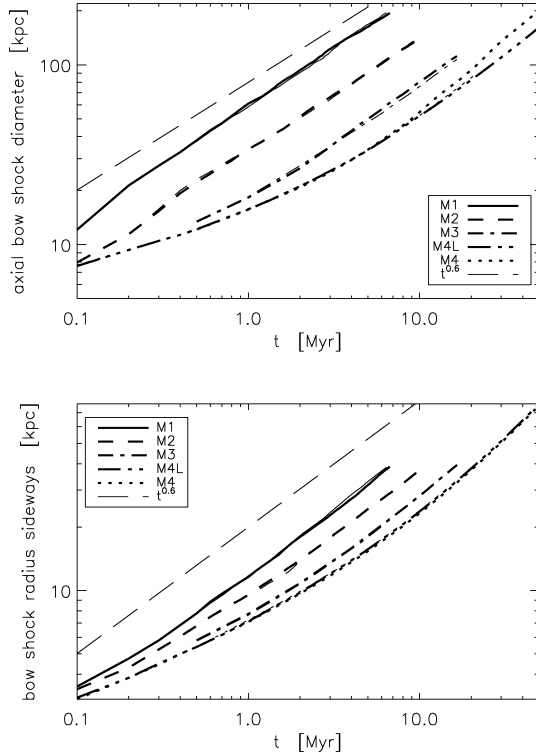 axial bow shock diameter [kpc]
100
10
M1
M2
M3
M4L
M4
t^0.6
0.1 1.0 10.0
t [Myr]
bow shock radius sideways [kpc]
10
M1
M2
M3
M4L
M4
t^0.6
0.1 1.0 10.0
t [Myr]